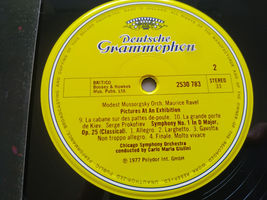 Deutsche
Grammophon
2
BRITICO
Boosey & Hawkes
Mus. Publ. Ltd.
2530 783
STEREO
33
Modest Mussorgsky Orch: Maurice Ravel
Pictures At An Exhibition
9. La cabane sur des pattes de-poule. 10. La grande porte
de Kiev. Sergei Prokofiev Symphony No. 1 in D Major,
Op. 25 (Classical). 1. Allegro. 2. Larghetto. 3. Gavotta.
Non troppo allegro. 4. Finale. Molto vivace
Chicago Symphony Orchestra
conducted by Carlo Maria Giulini
℗ 1977 Polydor Int. GmbH